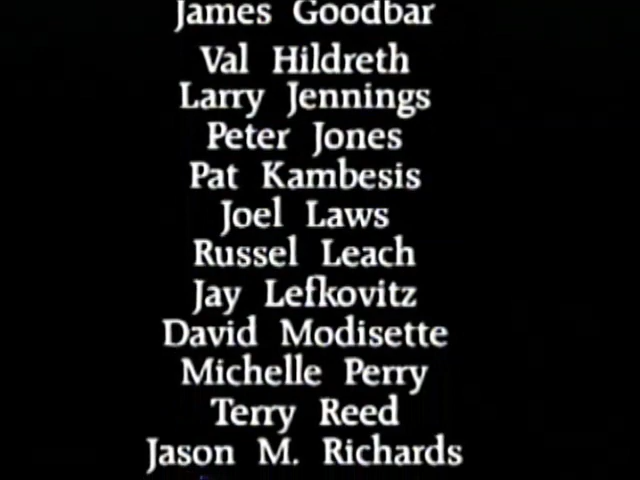 James Goodbar
Val Hildreth
Larry Jennings
Peter Jones
Pat Kambesis
Joel Laws
Russel Leach
Jay Lefkovitz
David Modisette
Michelle Perry
Terry Reed
Jason M. Richards